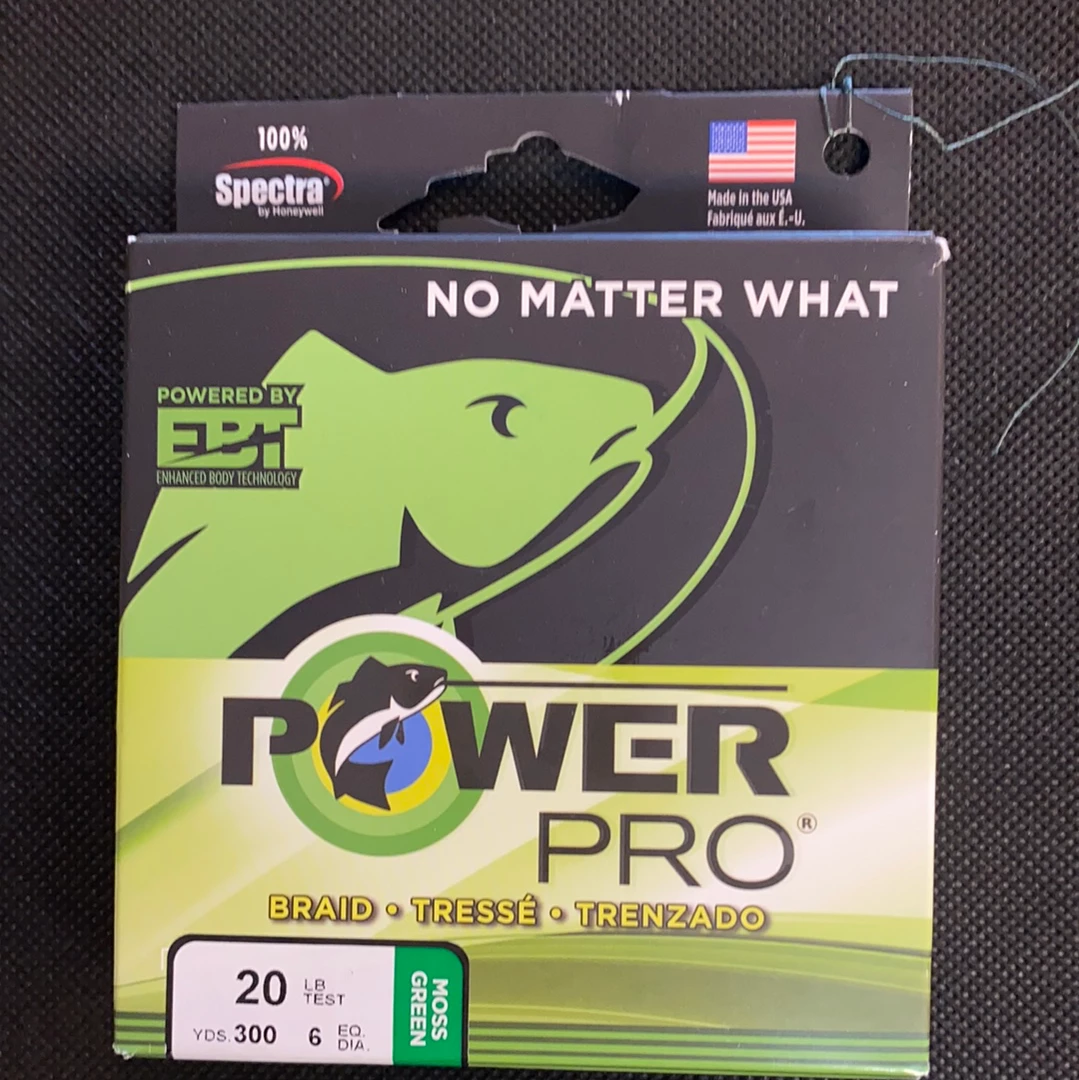 100%
Spectra®
by Honeywell
Made in the USA
Fabriqué aux É.-U.
NO MATTER WHAT
POWERED BY
EBT
ENHANCED BODY TECHNOLOGY
POWER
PRO®
BRAID • TRESSÉ • TRENZADO
20 LB TEST
YDS. 300 6 EQ. DIA.
MOSS
GREEN